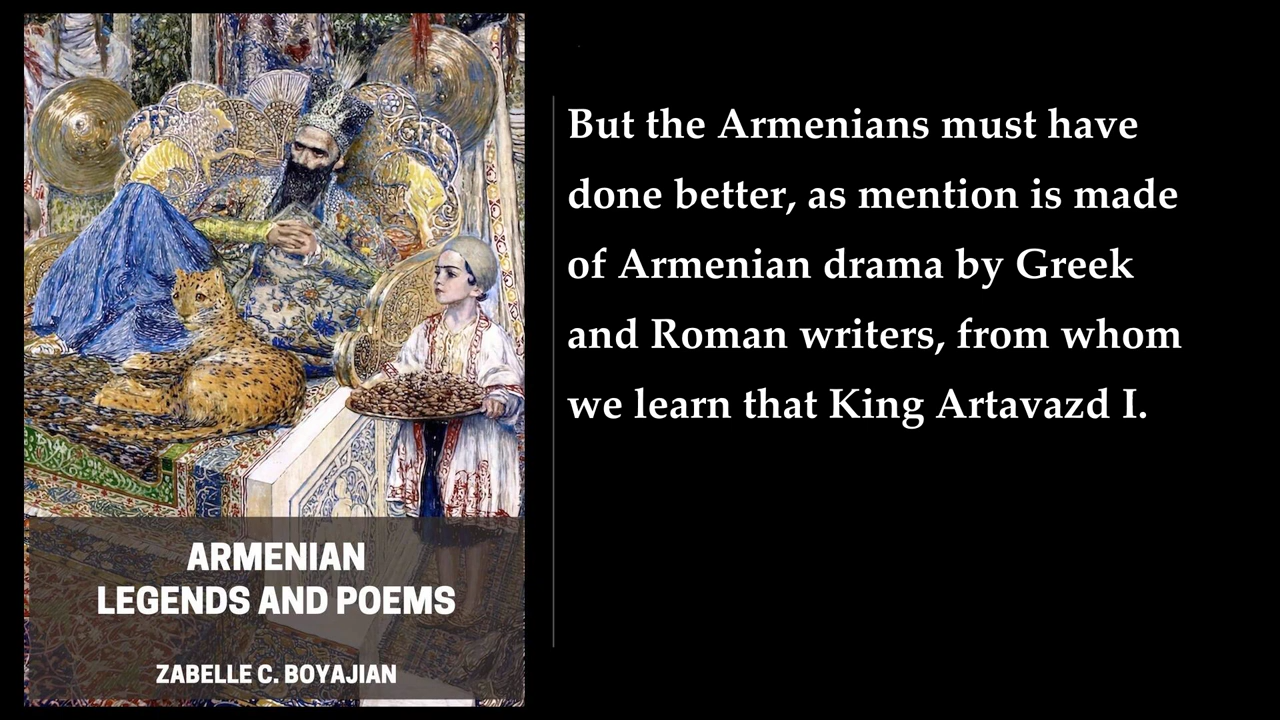 But the Armenians must have
done better, as mention is made
of Armenian drama by Greek
and Roman writers, from whom
we learn that King Artavazd I.
ARMENIAN
LEGENDS AND POEMS
ZABELLE C. BOYAJIAN